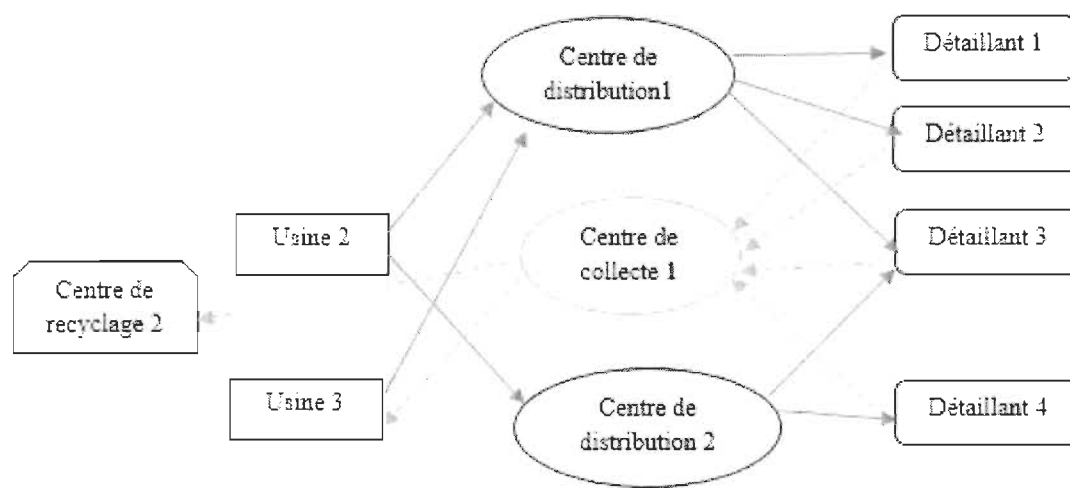 Centre de
distribution1
Détaillant 1
Détaillant 2
Usine 2
Centre de
collecte 1
Détaillant 3
Centre de
recyclage 2
Usine 3
Centre de
distribution 2
Détaillant 4